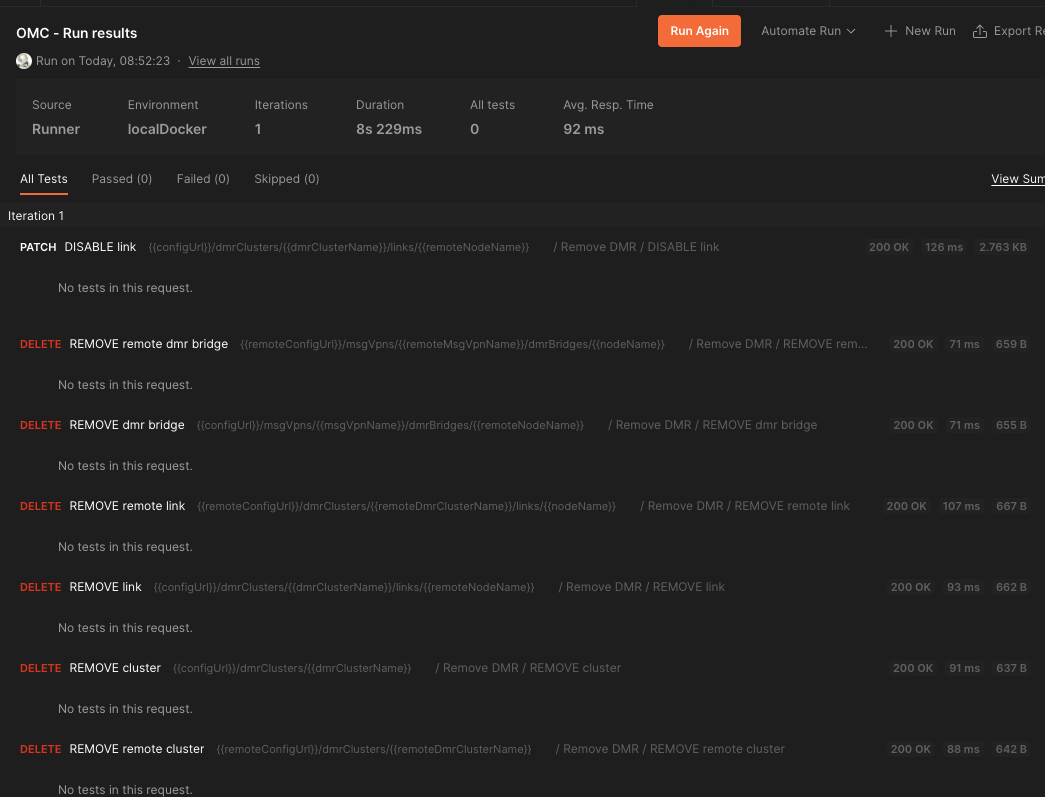 OMC - Run results
Run Again
Automate Run
New Run
Export Re
Run on Today, 08:52:23 · View all runs
Source Environment Iterations Duration All tests Avg. Resp. Time
Runner localDocker 1 8s 229ms 0 92 ms
All Tests Passed (0) Failed (0) Skipped (0) View Sum
Iteration 1
PATCH DISABLE link {{configUrl}}/dmrClusters/{{dmrClusterName}}/links/{{remoteNodeName}} / Remove DMR / DISABLE link 200 OK 126 ms 2.763 KB
No tests in this request.
DELETE REMOVE remote dmr bridge {{remoteConfigUrl}}/msgVpns/{{remoteMsgVpnName}}/dmrBridges/{{nodeName}} / Remove DMR / REMOVE rem... 200 OK 71 ms 659 B
No tests in this request.
DELETE REMOVE dmr bridge {{configUrl}}/msgVpns/{{msgVpnName}}/dmrBridges/{{remoteNodeName}} / Remove DMR / REMOVE dmr bridge 200 OK 71 ms 655 B
No tests in this request.
DELETE REMOVE remote link {{remoteConfigUrl}}/dmrClusters/{{remoteDmrClusterName}}/links/{{nodeName}} / Remove DMR / REMOVE remote link 200 OK 107 ms 667 B
No tests in this request.
DELETE REMOVE link {{configUrl}}/dmrClusters/{{dmrClusterName}}/links/{{remoteNodeName}} / Remove DMR / REMOVE link 200 OK 93 ms 662 B
No tests in this request.
DELETE REMOVE cluster {{configUrl}}/dmrClusters/{{dmrClusterName}} / Remove DMR / REMOVE cluster 200 OK 91 ms 637 B
No tests in this request.
DELETE REMOVE remote cluster {{remoteConfigUrl}}/dmrClusters/{{remoteDmrClusterName}} / Remove DMR / REMOVE remote cluster 200 OK 88 ms 642 B
No tests in this request.